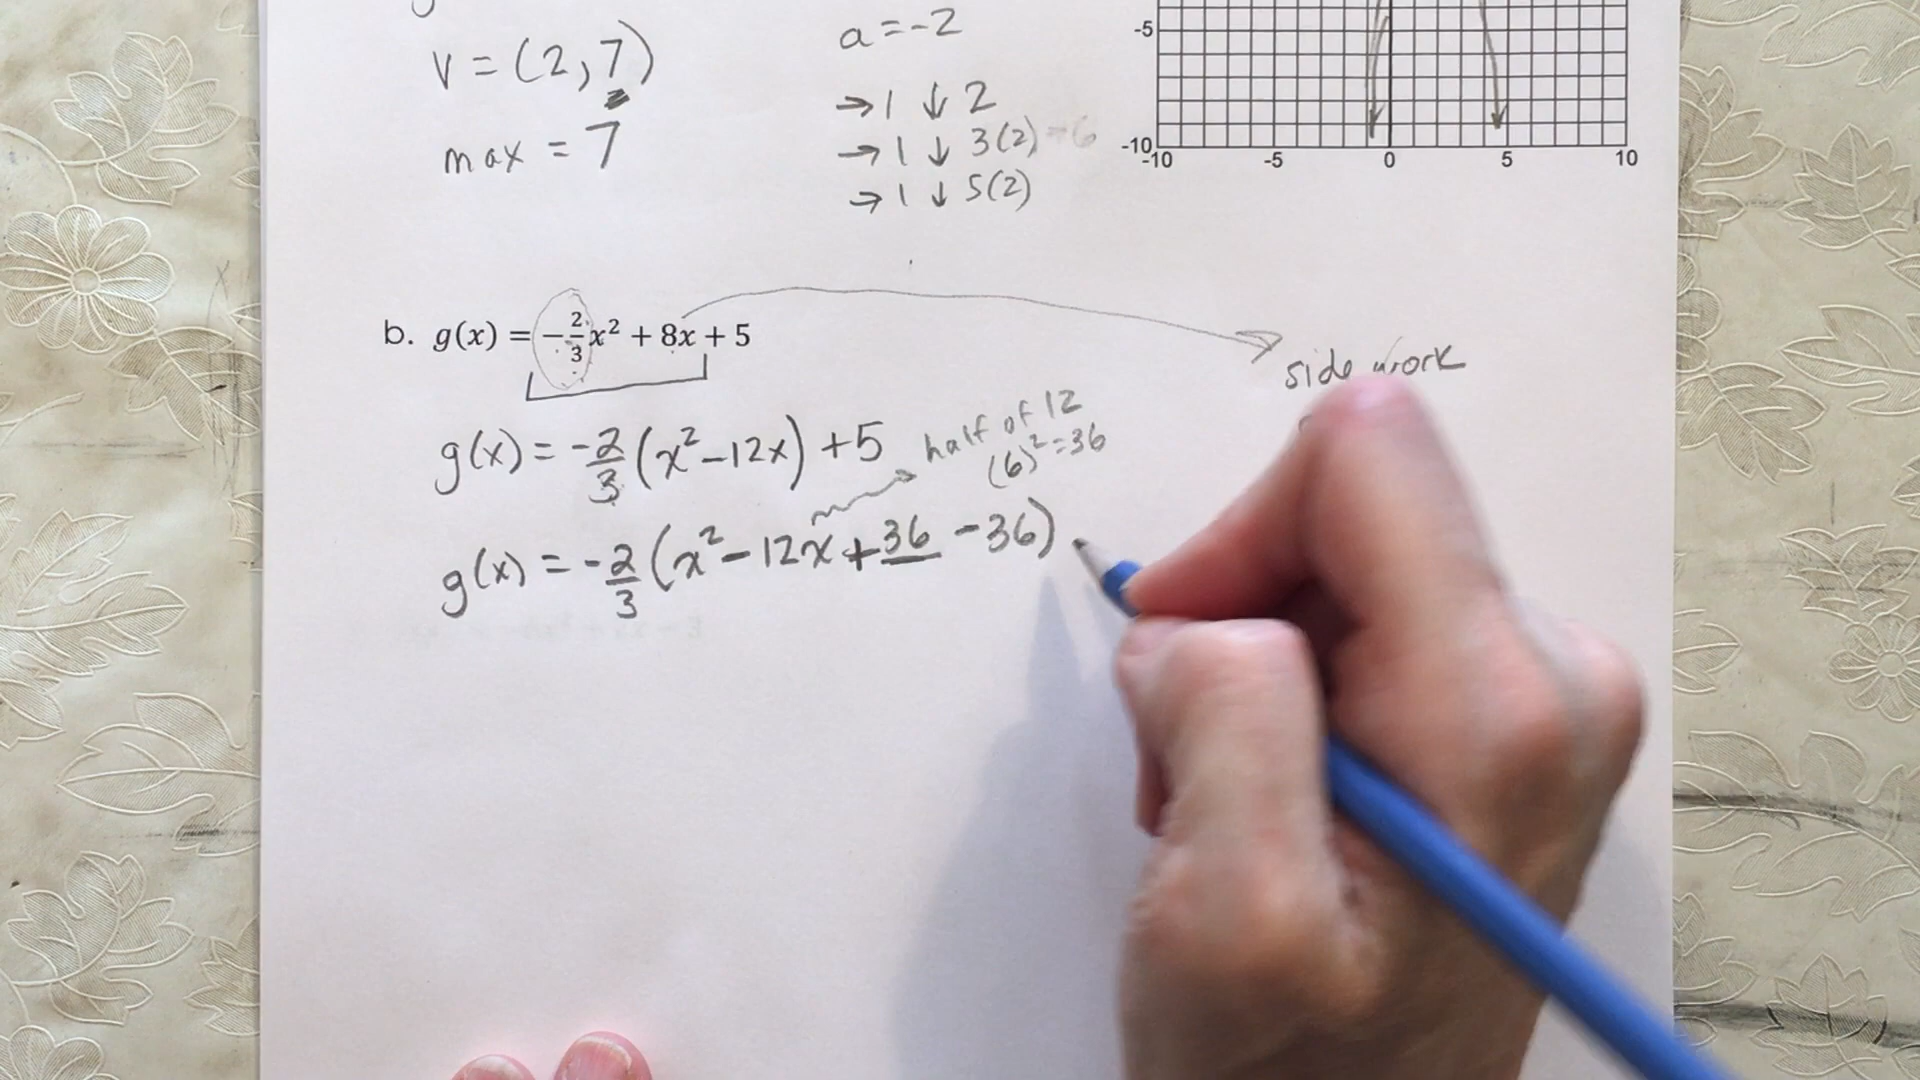 v = (2, 7)
max = 7
a = -2
→ 1 ↓ 2
→ 1 ↓ 3(2) = 6
→ 1 ↓ 5(2)
-5
-10
-10 -5 0 5 10
b. g(x) = -2/3x² + 8x + 5
side work
g(x) = -2/3(x² - 12x) + 5
half of 12
(6)² = 36
g(x) = -2/3(x² - 12x + 36 - 36)